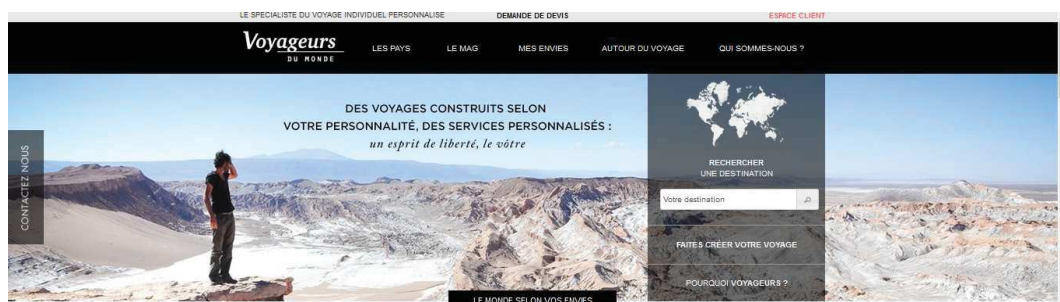 LE SPECIALISTE DU VOYAGE INDIVIDUEL PERSONNALISE
DEMANDE DE DEVIS
ESPACE CLIENT
Voyageurs
DU MONDE
LES PAYS
LE MAG
MES ENVIES
AUTOUR DU VOYAGE
QUI SOMMES-NOUS ?
DES VOYAGES CONSTRUITS SELON
VOTRE PERSONNALITÉ, DES SERVICES PERSONNALISÉS :
un esprit de liberté, le vôtre
CONTACTEZ NOUS
RECHERCHER
UNE DESTINATION
Votre destination
FAITES CRÉER VOTRE VOYAGE
POURQUOI VOYAGEURS ?
LE MONDE SELON VOS ENVIES